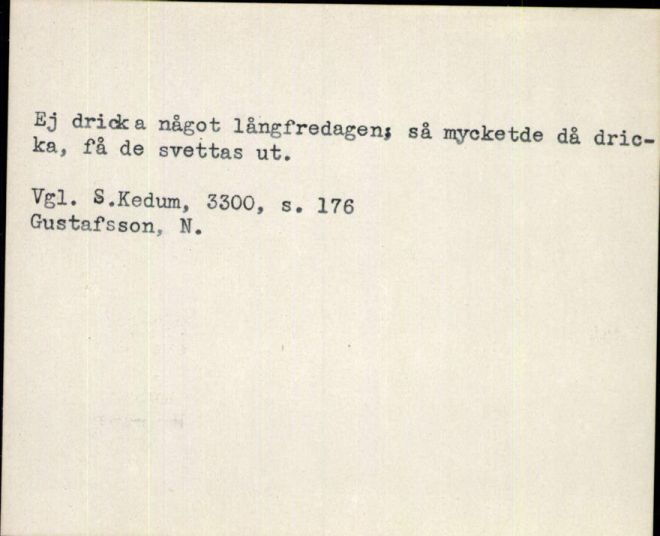 Ej dricka något långfredagen; så mycketde då dric-
ka, få de svettas ut.
Vgl. S.Kedum, 3300, s. 176
Gustafsson, N.